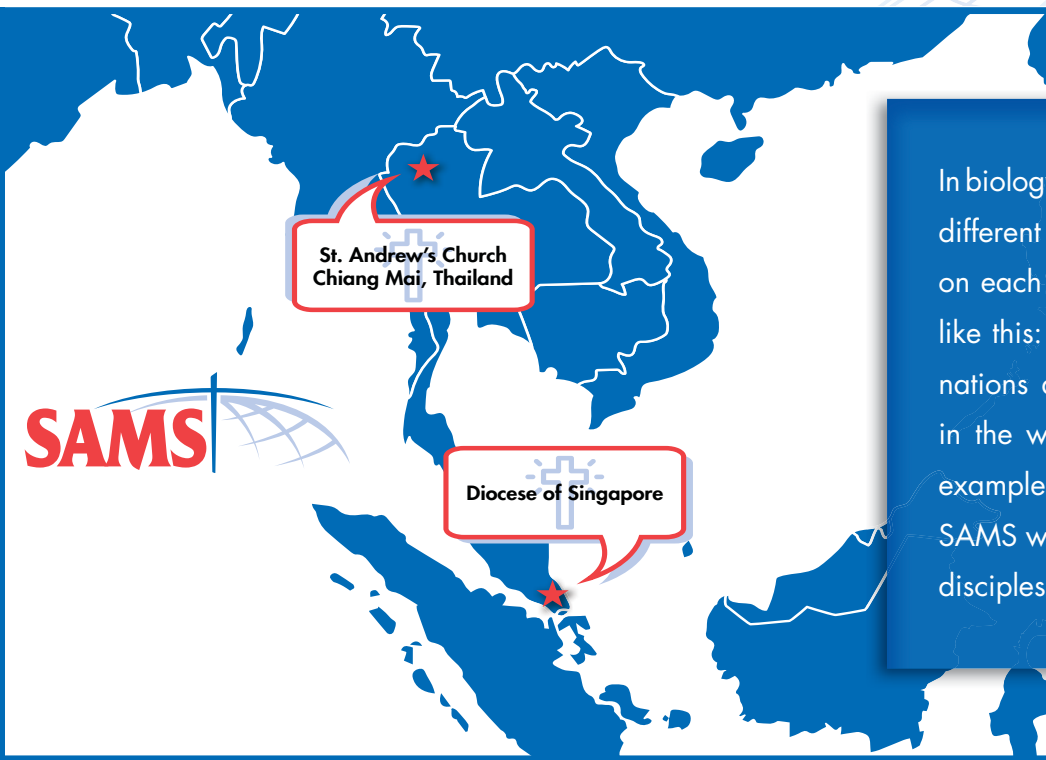 St. Andrew's Church
Chiang Mai, Thailand
SAMS
Diocese of Singapore
In biology
different
on each
like this:
nations
in the
example
SAMS
disciples